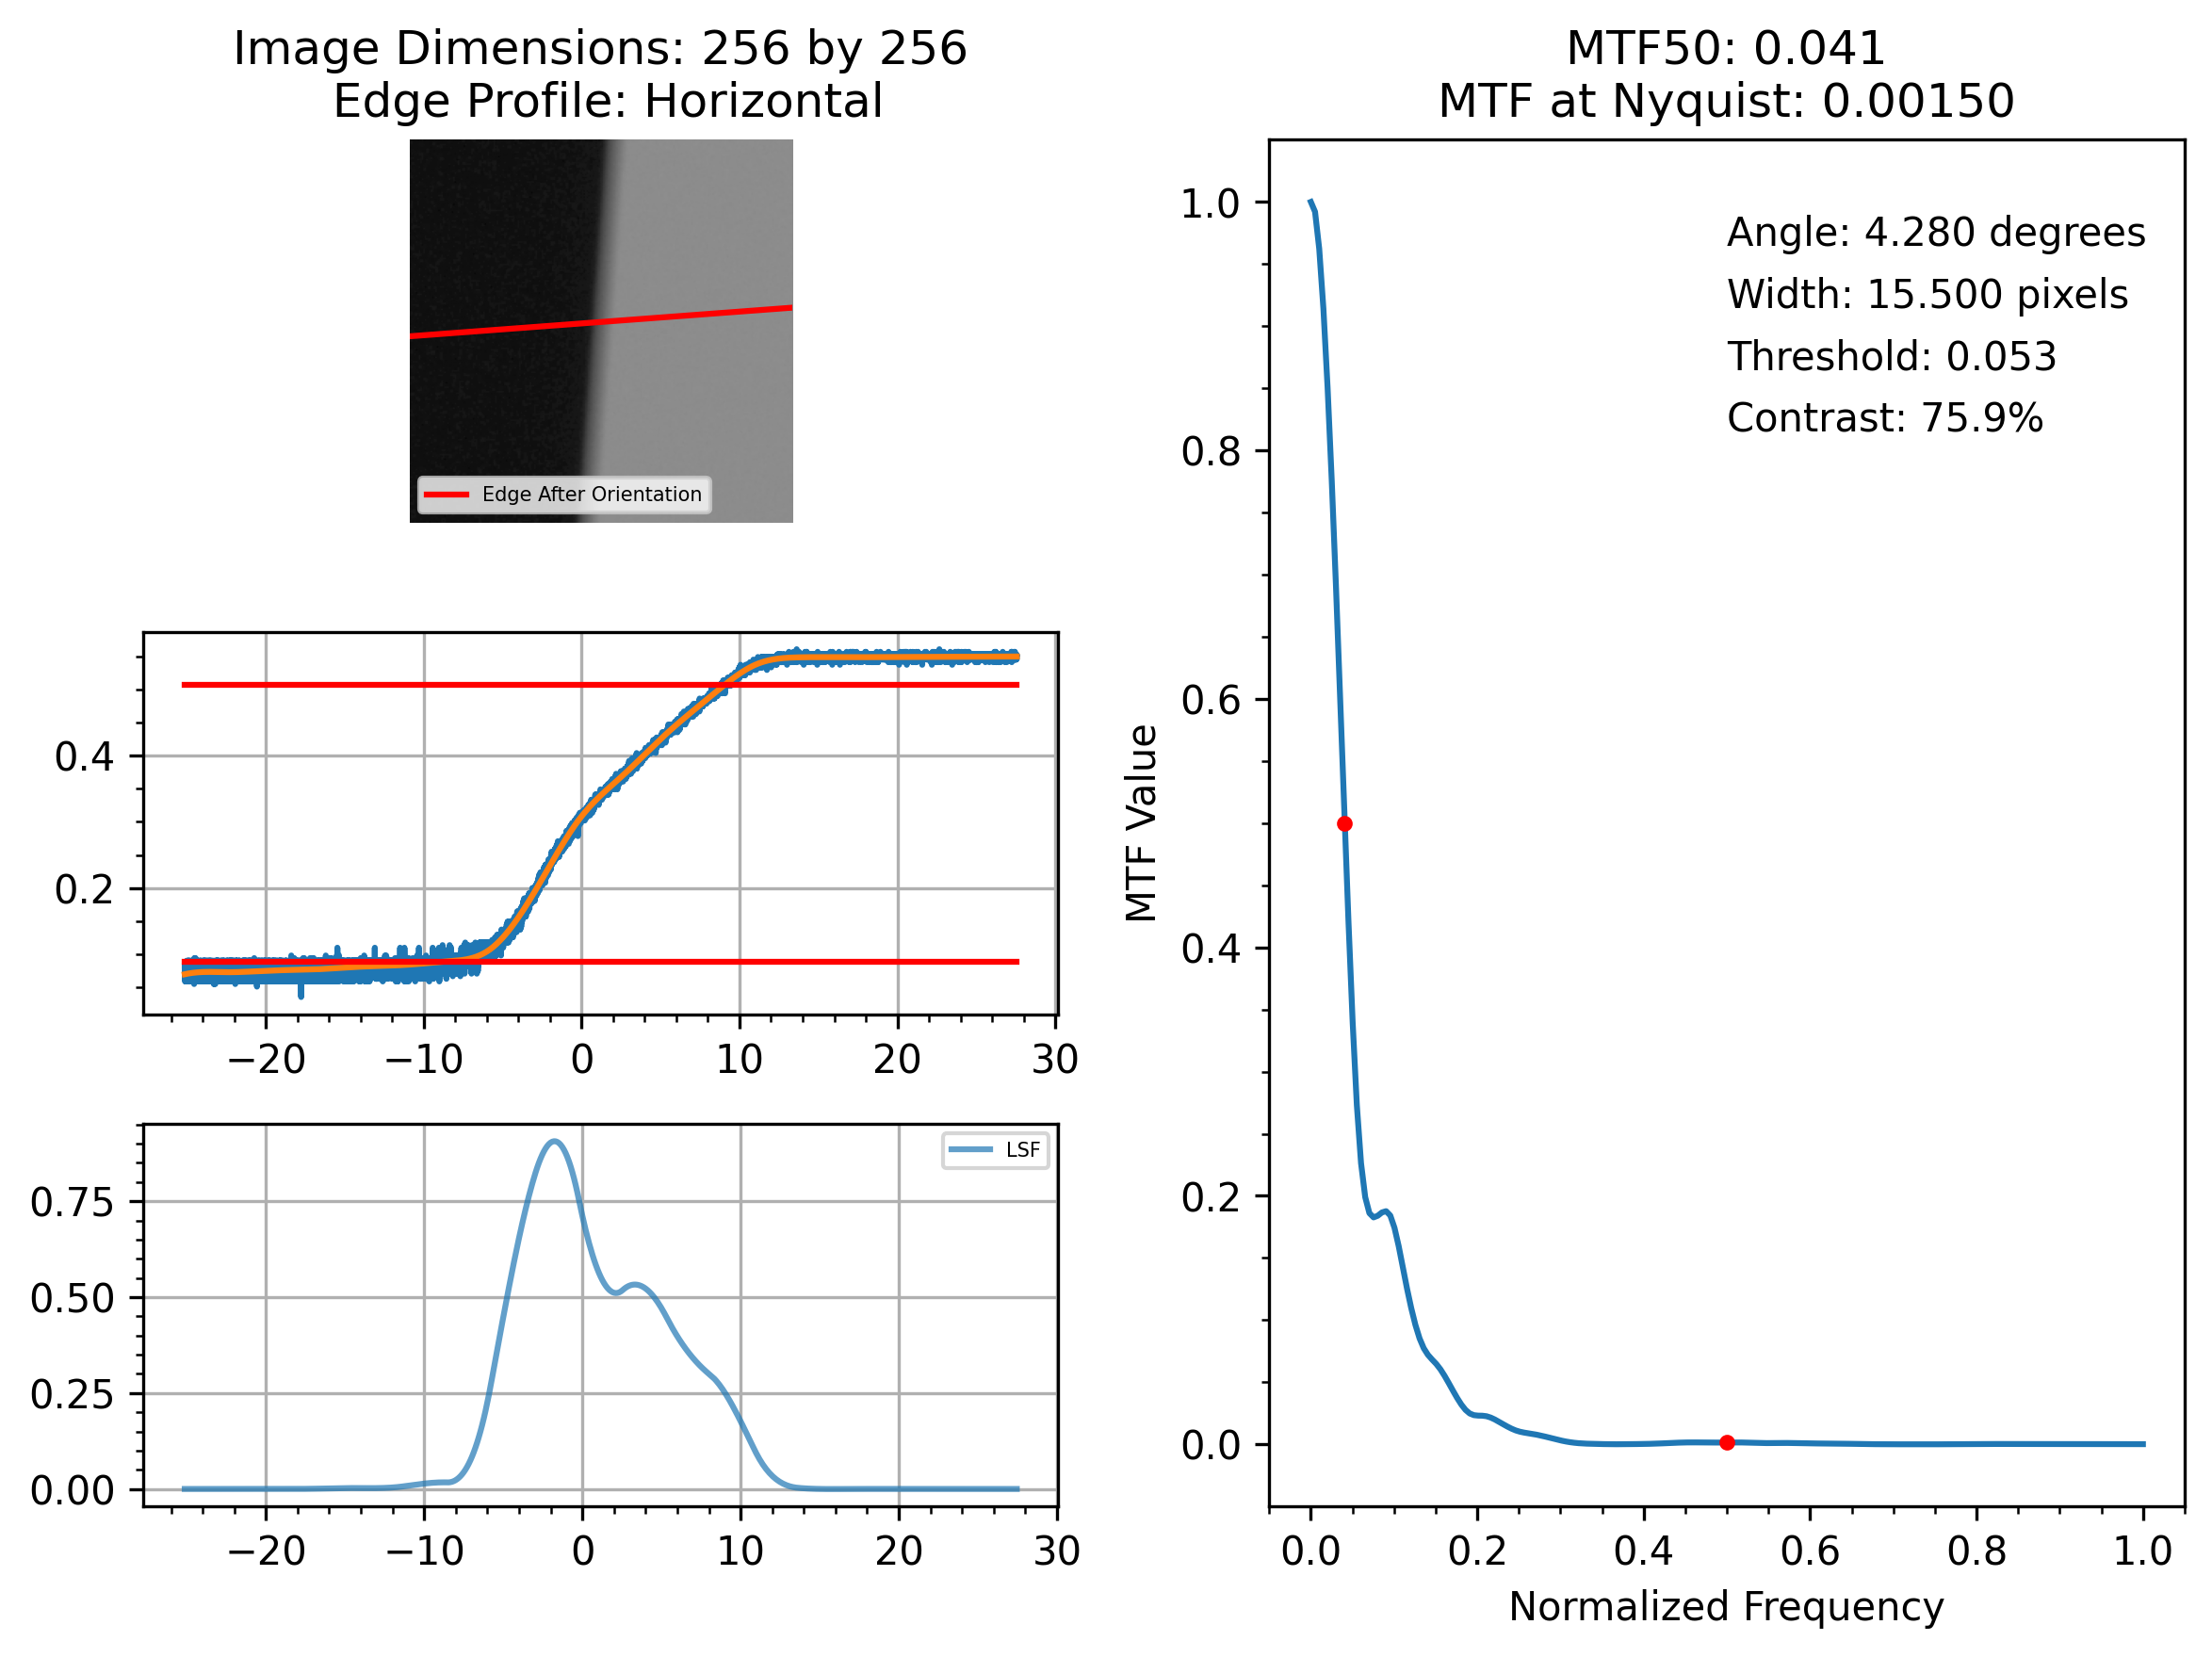 Image Dimensions: 256 by 256
Edge Profile: Horizontal
Edge After Orientation
0.4
0.2
−20 −10 0 10 20 30
LSF
0.75
0.50
0.25
0.00
−20 −10 0 10 20 30
MTF50: 0.041
MTF at Nyquist: 0.00150
Angle: 4.280 degrees
Width: 15.500 pixels
Threshold: 0.053
Contrast: 75.9%
MTF Value
1.0
0.8
0.6
0.4
0.2
0.0
0.0 0.2 0.4 0.6 0.8 1.0
Normalized Frequency